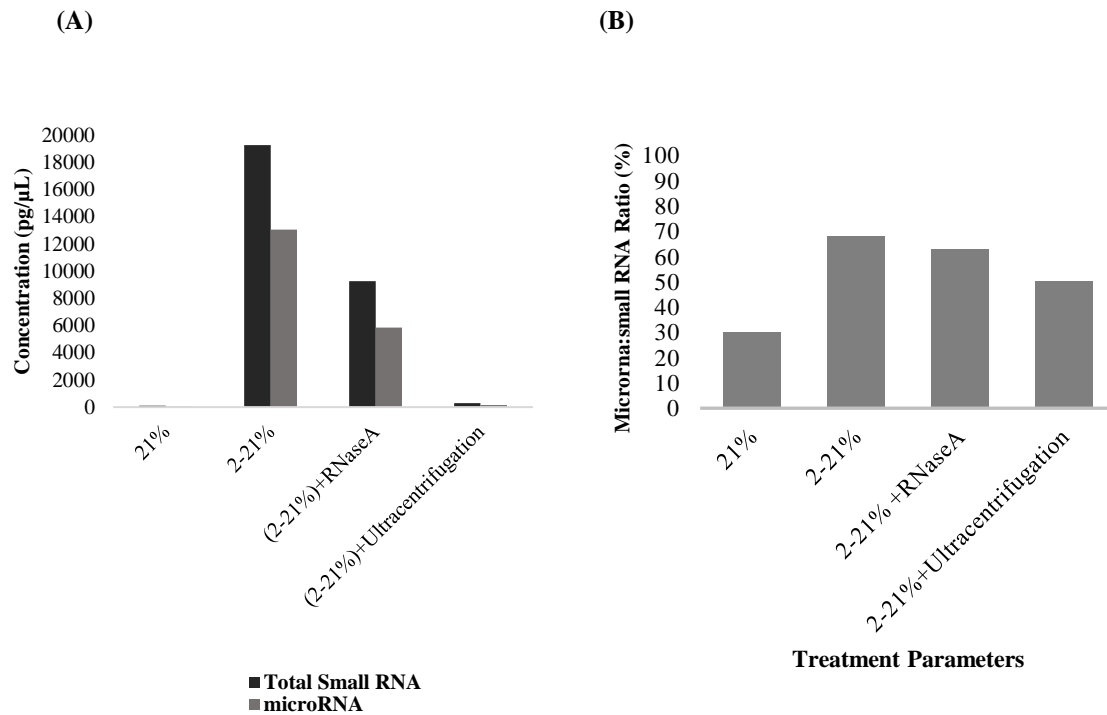 (A)
Concentration (pg/µL)
20000
18000
16000
14000
12000
10000
8000
6000
4000
2000
0
21%
2-21%
(2-21%)+RNaseA
(2-21%)+Ultracentrifugation
Total Small RNA
microRNA
(B)
Microrna:small RNA Ratio (%)
100
90
80
70
60
50
40
30
20
10
0
21%
2-21%
2-21% +RNaseA
2-21%+Ultracentrifugation
Treatment Parameters